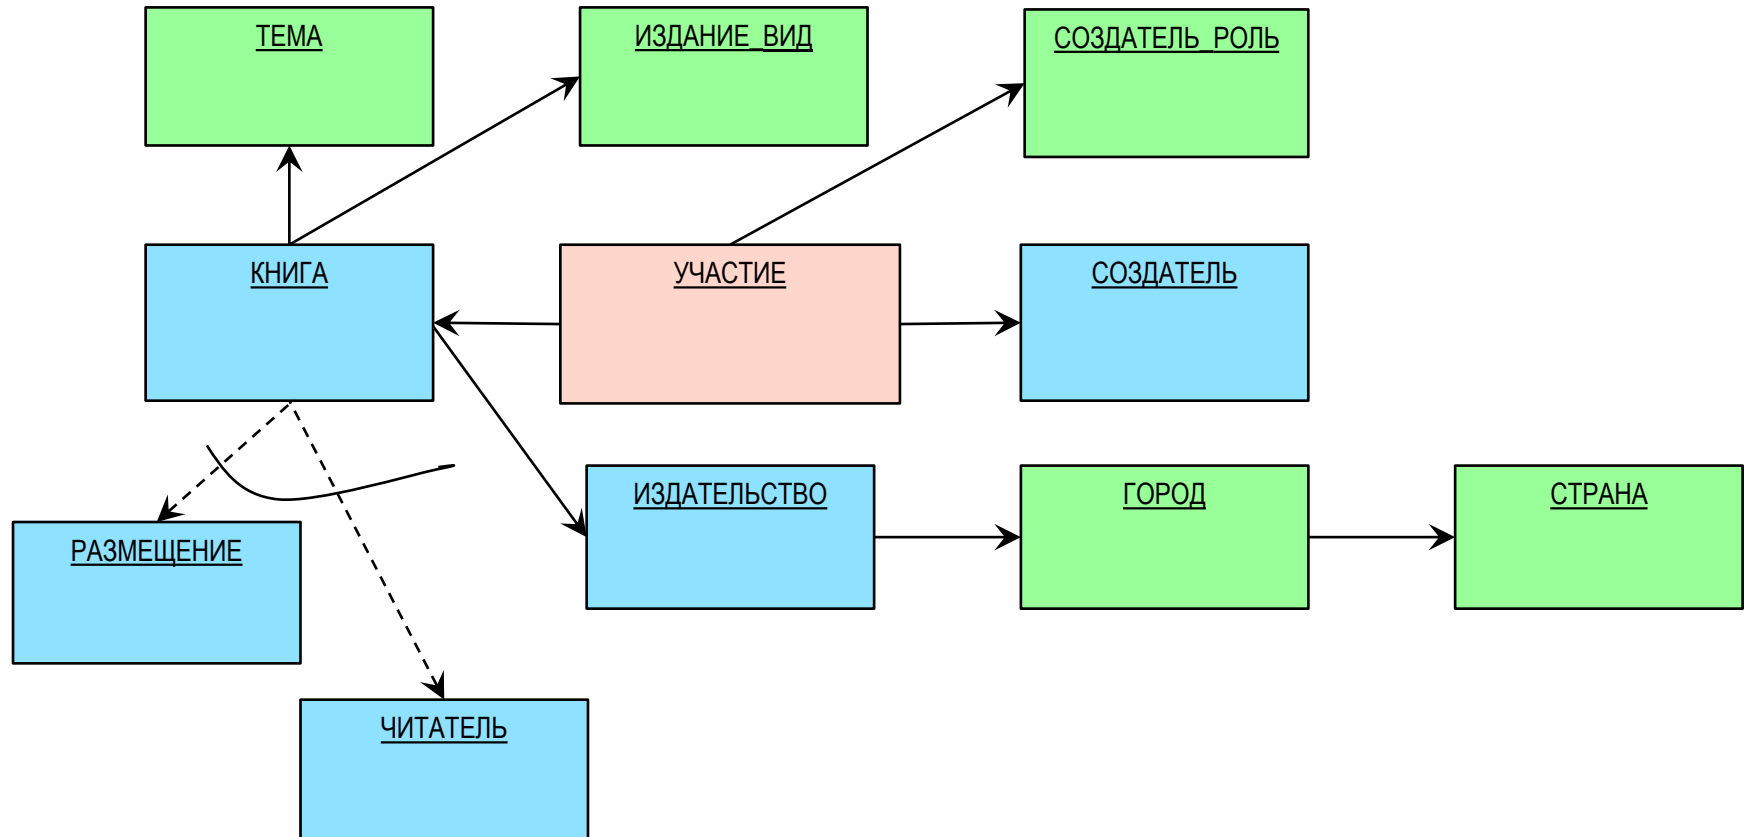 ТЕМА
ИЗДАНИЕ_ВИД
СОЗДАТЕЛЬ_РОЛЬ
КНИГА
УЧАСТИЕ
СОЗДАТЕЛЬ
ИЗДАТЕЛЬСТВО
ГОРОД
СТРАНА
РАЗМЕЩЕНИЕ
ЧИТАТЕЛЬ